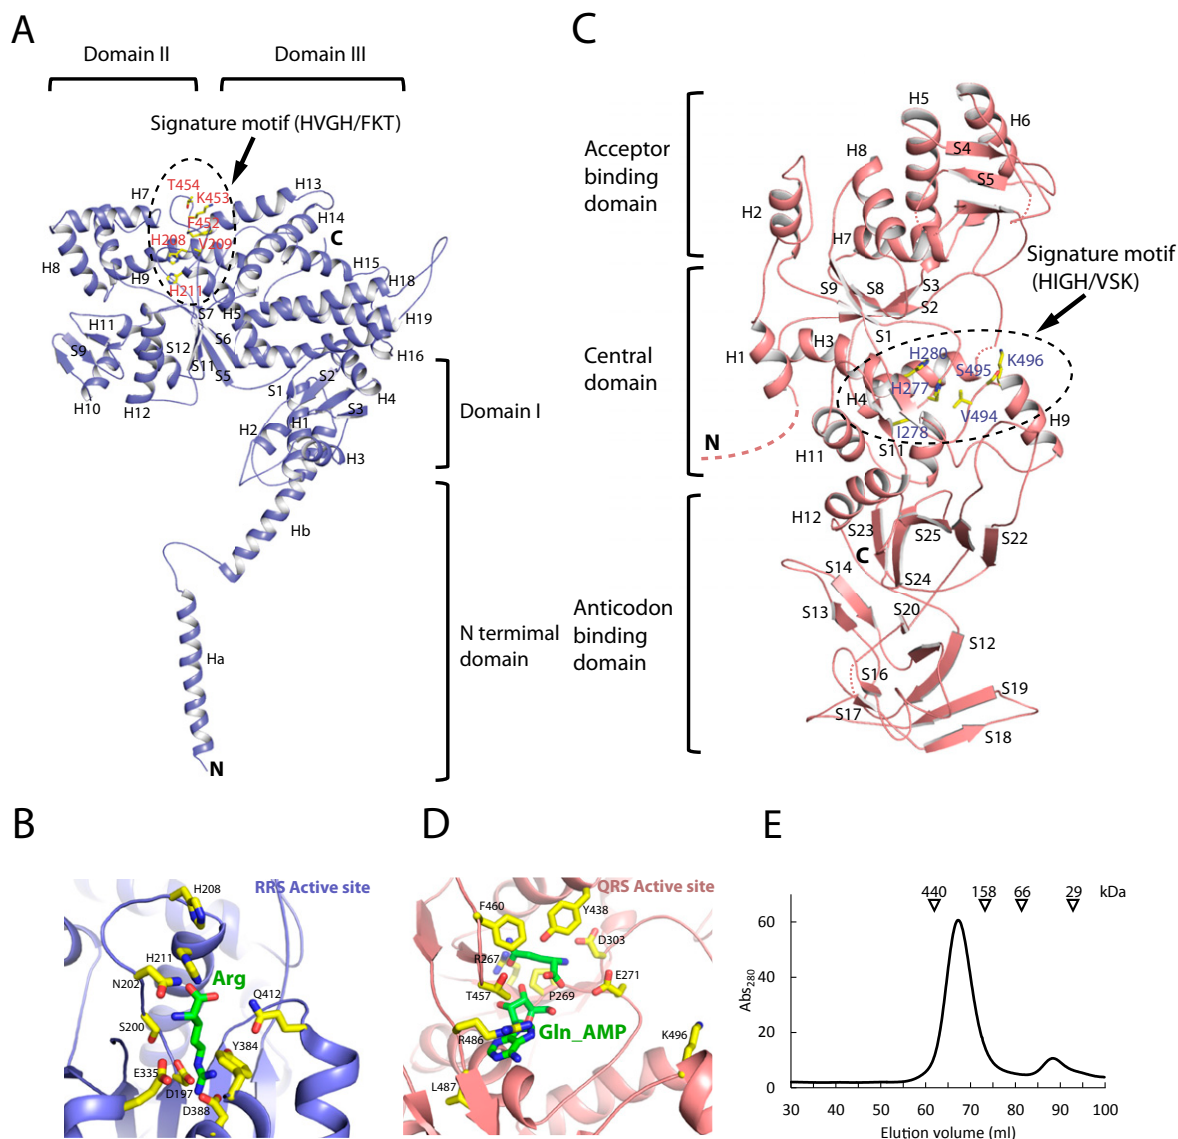 A
Domain II
Domain III
Signature motif (HVGH/FKT)
T454
K453
F452
H208
V209
H211
H7
H13
H14
C
H8
H9
H15
H18
S7
H5
H19
H11
S6
S12
H16
S9
S11
S5
S2
S1
H4
H10
H12
S3
H2
H1
H3
Domain I
Hb
Ha
N
N termimal
domain
C
Acceptor
binding
domain
Central
domain
Anticodon
binding
domain
H5
H6
H8
S4
S5
H2
H7
Signature motif
(HIGH/VSK)
S9
S8
S3
S2
S1
H1
H3
H280
S495
K496
H277
H4
V494
I278
H9
N
H11
S11
H12
S23
S25
S22
C
S14
S24
S13
S20
S12
S16
S19
S17
S18
B
RRS Active site
H208
H211
Arg
N202
Q412
S200
Y384
E335
D197
D388
D
QRS Active site
F460
Y438
D303
R267
E271
T457
P269
Gln_AMP
R486
K496
L487
E
440
158
66
29
kDa
60
40
20
0
Abs280
30
40
50
60
70
80
90
100
Elution volume (ml)